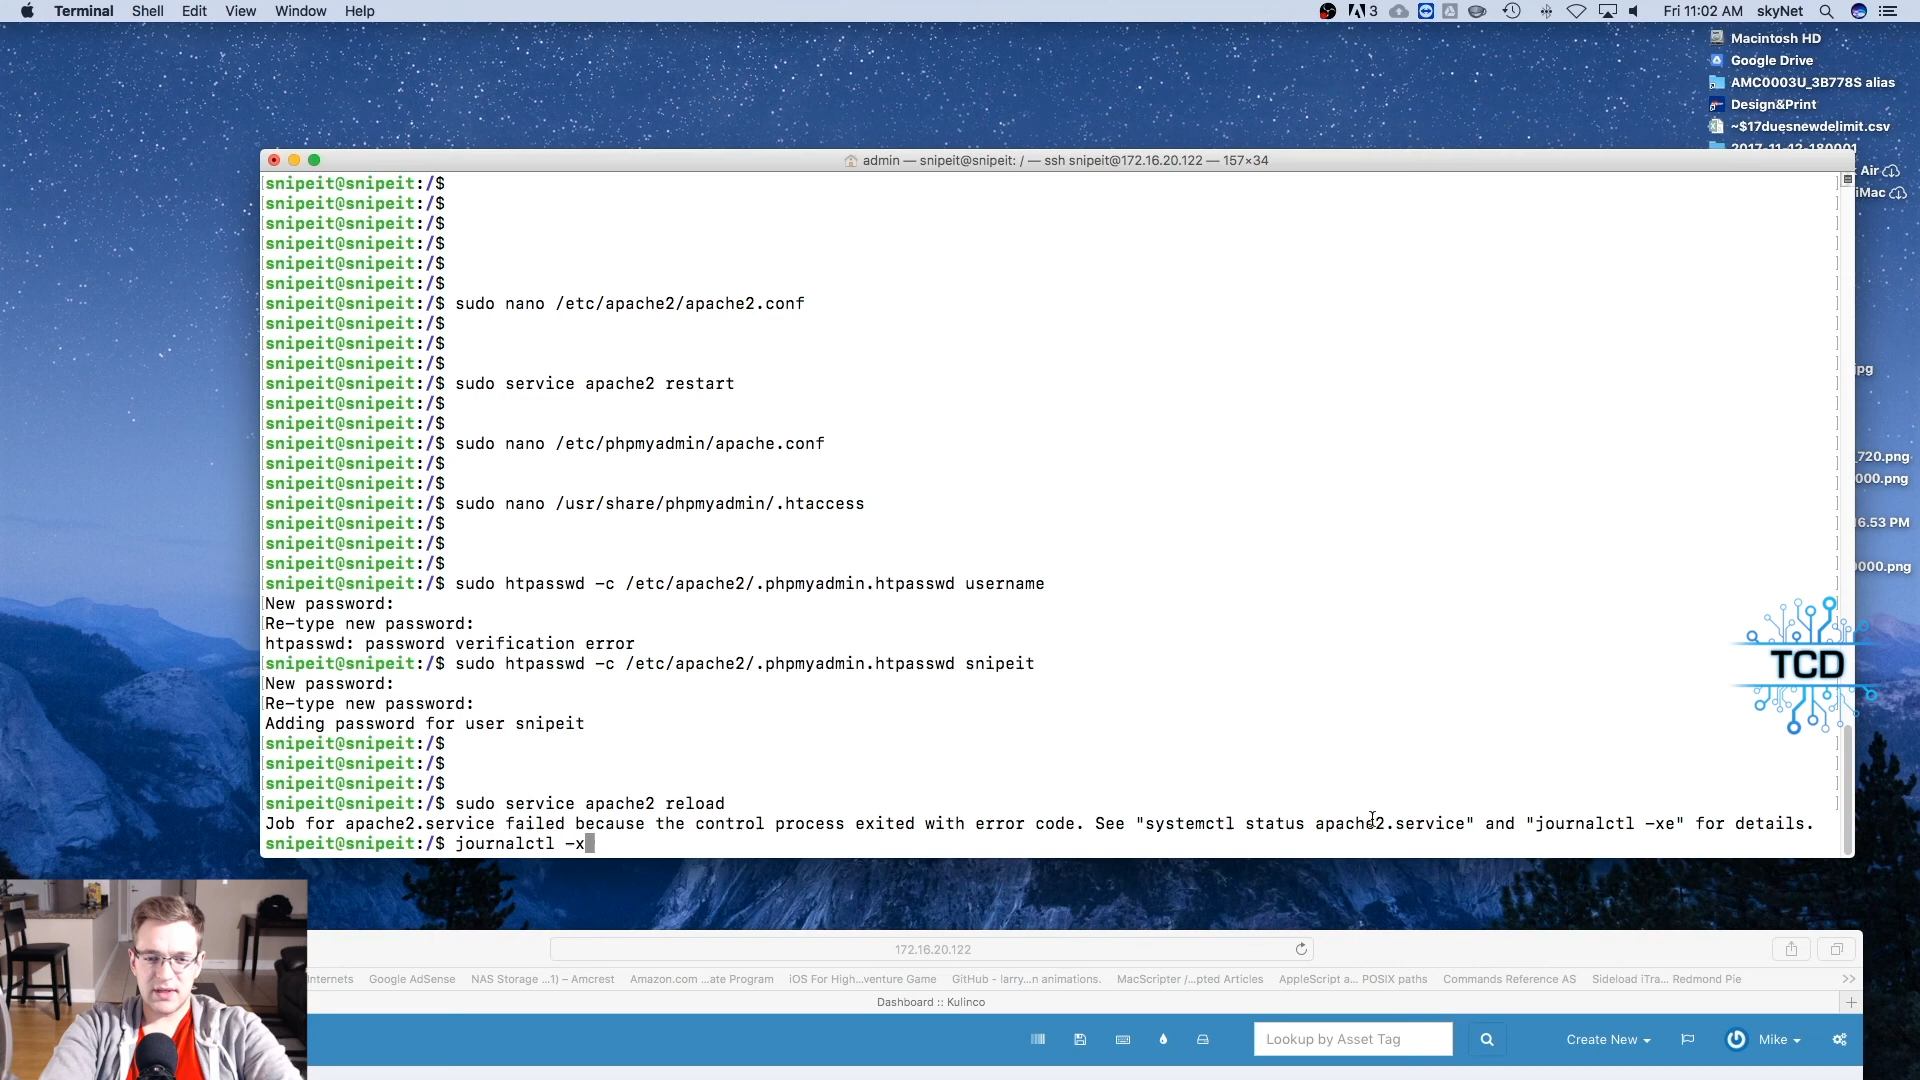 Terminal Shell Edit View Window Help
3 Fri 11:02 AM skyNet
Macintosh HD
Google Drive
AMC0003U_3B778S alias
Design&Print
~$17duesnewdelimit.csv
2017-11-12-180001
Air
iMac
jpg
_720.png
000.png
6.53 PM
0000.png
admin — snipeit@snipeit: / — ssh snipeit@172.16.20.122 — 157×34
snipeit@snipeit:/$
snipeit@snipeit:/$
snipeit@snipeit:/$
snipeit@snipeit:/$
snipeit@snipeit:/$
snipeit@snipeit:/$
snipeit@snipeit:/$ sudo nano /etc/apache2/apache2.conf
snipeit@snipeit:/$
snipeit@snipeit:/$
snipeit@snipeit:/$
snipeit@snipeit:/$ sudo service apache2 restart
snipeit@snipeit:/$
snipeit@snipeit:/$
snipeit@snipeit:/$ sudo nano /etc/phpmyadmin/apache.conf
snipeit@snipeit:/$
snipeit@snipeit:/$
snipeit@snipeit:/$ sudo nano /usr/share/phpmyadmin/.htaccess
snipeit@snipeit:/$
snipeit@snipeit:/$
snipeit@snipeit:/$
snipeit@snipeit:/$ sudo htpasswd -c /etc/apache2/.phpmyadmin.htpasswd username
New password:
Re-type new password:
htpasswd: password verification error
snipeit@snipeit:/$ sudo htpasswd -c /etc/apache2/.phpmyadmin.htpasswd snipeit
New password:
Re-type new password:
Adding password for user snipeit
snipeit@snipeit:/$
snipeit@snipeit:/$
snipeit@snipeit:/$
snipeit@snipeit:/$ sudo service apache2 reload
Job for apache2.service failed because the control process exited with error code. See "systemctl status apache2.service" and "journalctl -xe" for details.
snipeit@snipeit:/$ journalctl -x
TCD
172.16.20.122
nternets Google AdSense NAS Storage ...1) – Amcrest Amazon.com ...ate Program iOS For High...venture Game GitHub - larry...n animations. MacScripter /...pted Articles AppleScript a... POSIX paths Commands Reference AS Sideload iTra... Redmond Pie >>
Dashboard :: Kulinco
Lookup by Asset Tag Create New Mike